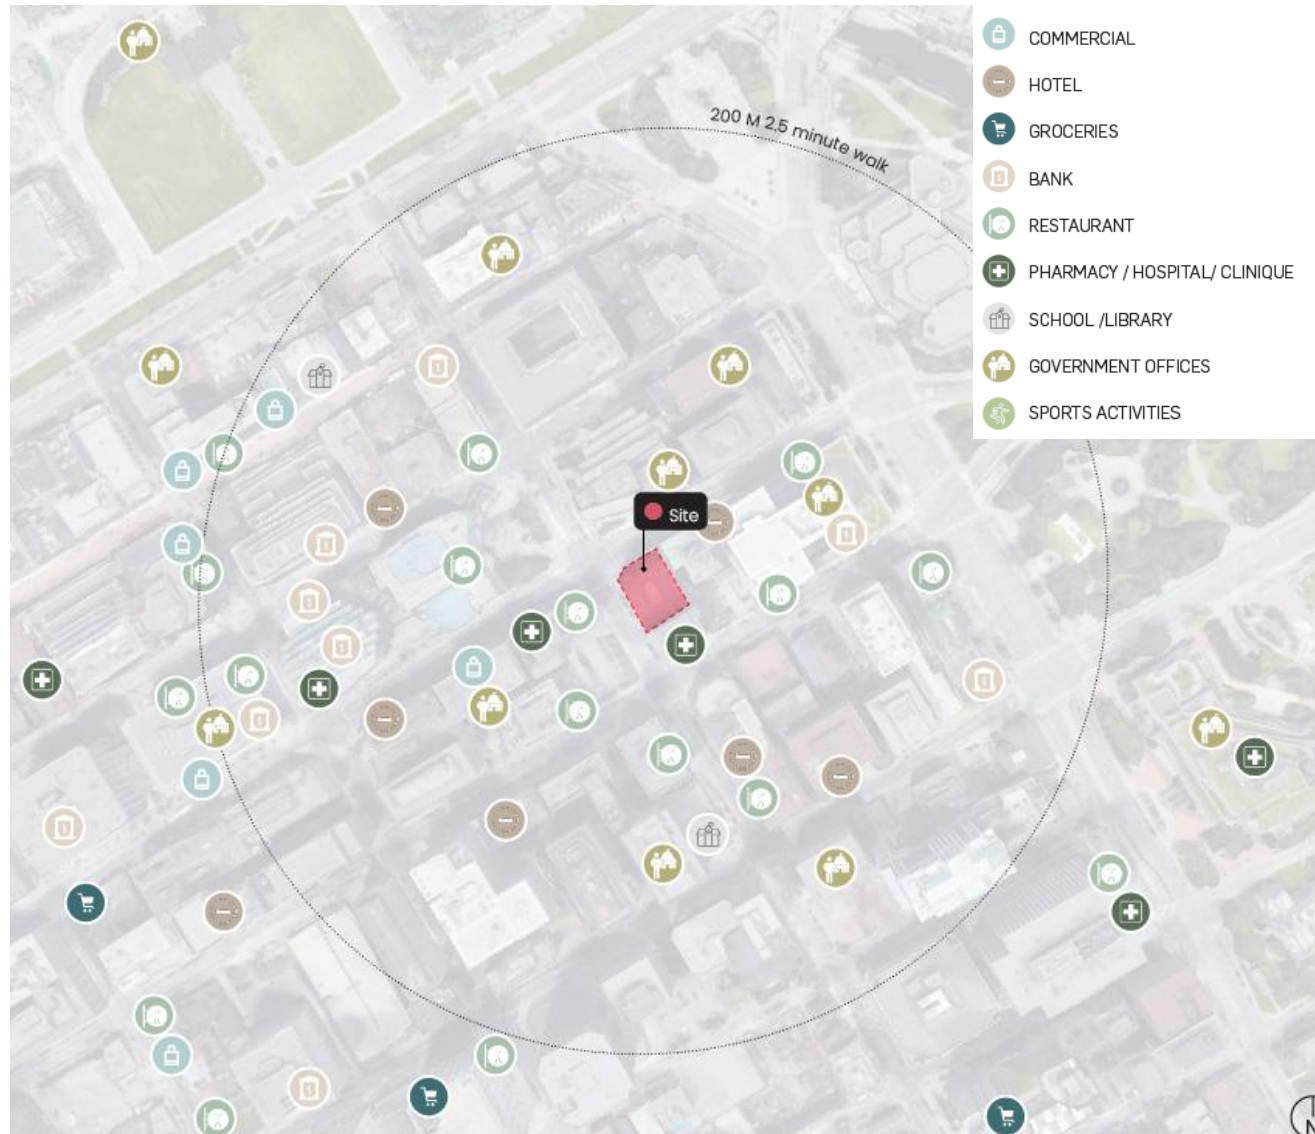 COMMERCIAL
HOTEL
GROCERIES
BANK
RESTAURANT
PHARMACY / HOSPITAL/ CLINIQUE
SCHOOL /LIBRARY
GOVERNMENT OFFICES
SPORTS ACTIVITIES
200 M 2.5 minute walk
Site